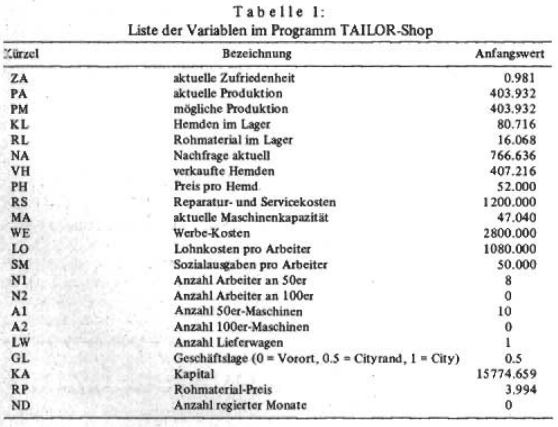 Tabelle 1:
Liste der Variablen im Programm TAILOR-Shop
Kürzel Bezeichnung Anfangswert
ZA aktuelle Zufriedenheit 0.981
PA aktuelle Produktion 403.932
PM mögliche Produktion 403.932
KL Hemden im Lager 80.716
RL Rohmaterial im Lager 16.068
NA Nachfrage aktuell 766.636
VH verkaufte Hemden 407.216
PH Preis pro Hemd 52.000
RS Reparatur- und Servicekosten 1200.000
MA aktuelle Maschinenkapazität 47.040
WE Werbe-Kosten 2800.000
LO Lohnkosten pro Arbeiter 1080.000
SM Sozialausgaben pro Arbeiter 50.000
N1 Anzahl Arbeiter an 50er 8
N2 Anzahl Arbeiter an 100er 0
A1 Anzahl 50er-Maschinen 10
A2 Anzahl 100er-Maschinen 0
LW Anzahl Lieferwagen 1
GL Geschäftslage (0 = Vorort, 0.5 = Cityrand, 1 = City) 0.5
KA Kapital 15774.659
RP Rohmaterial-Preis 3.994
ND Anzahl regierter Monate 0